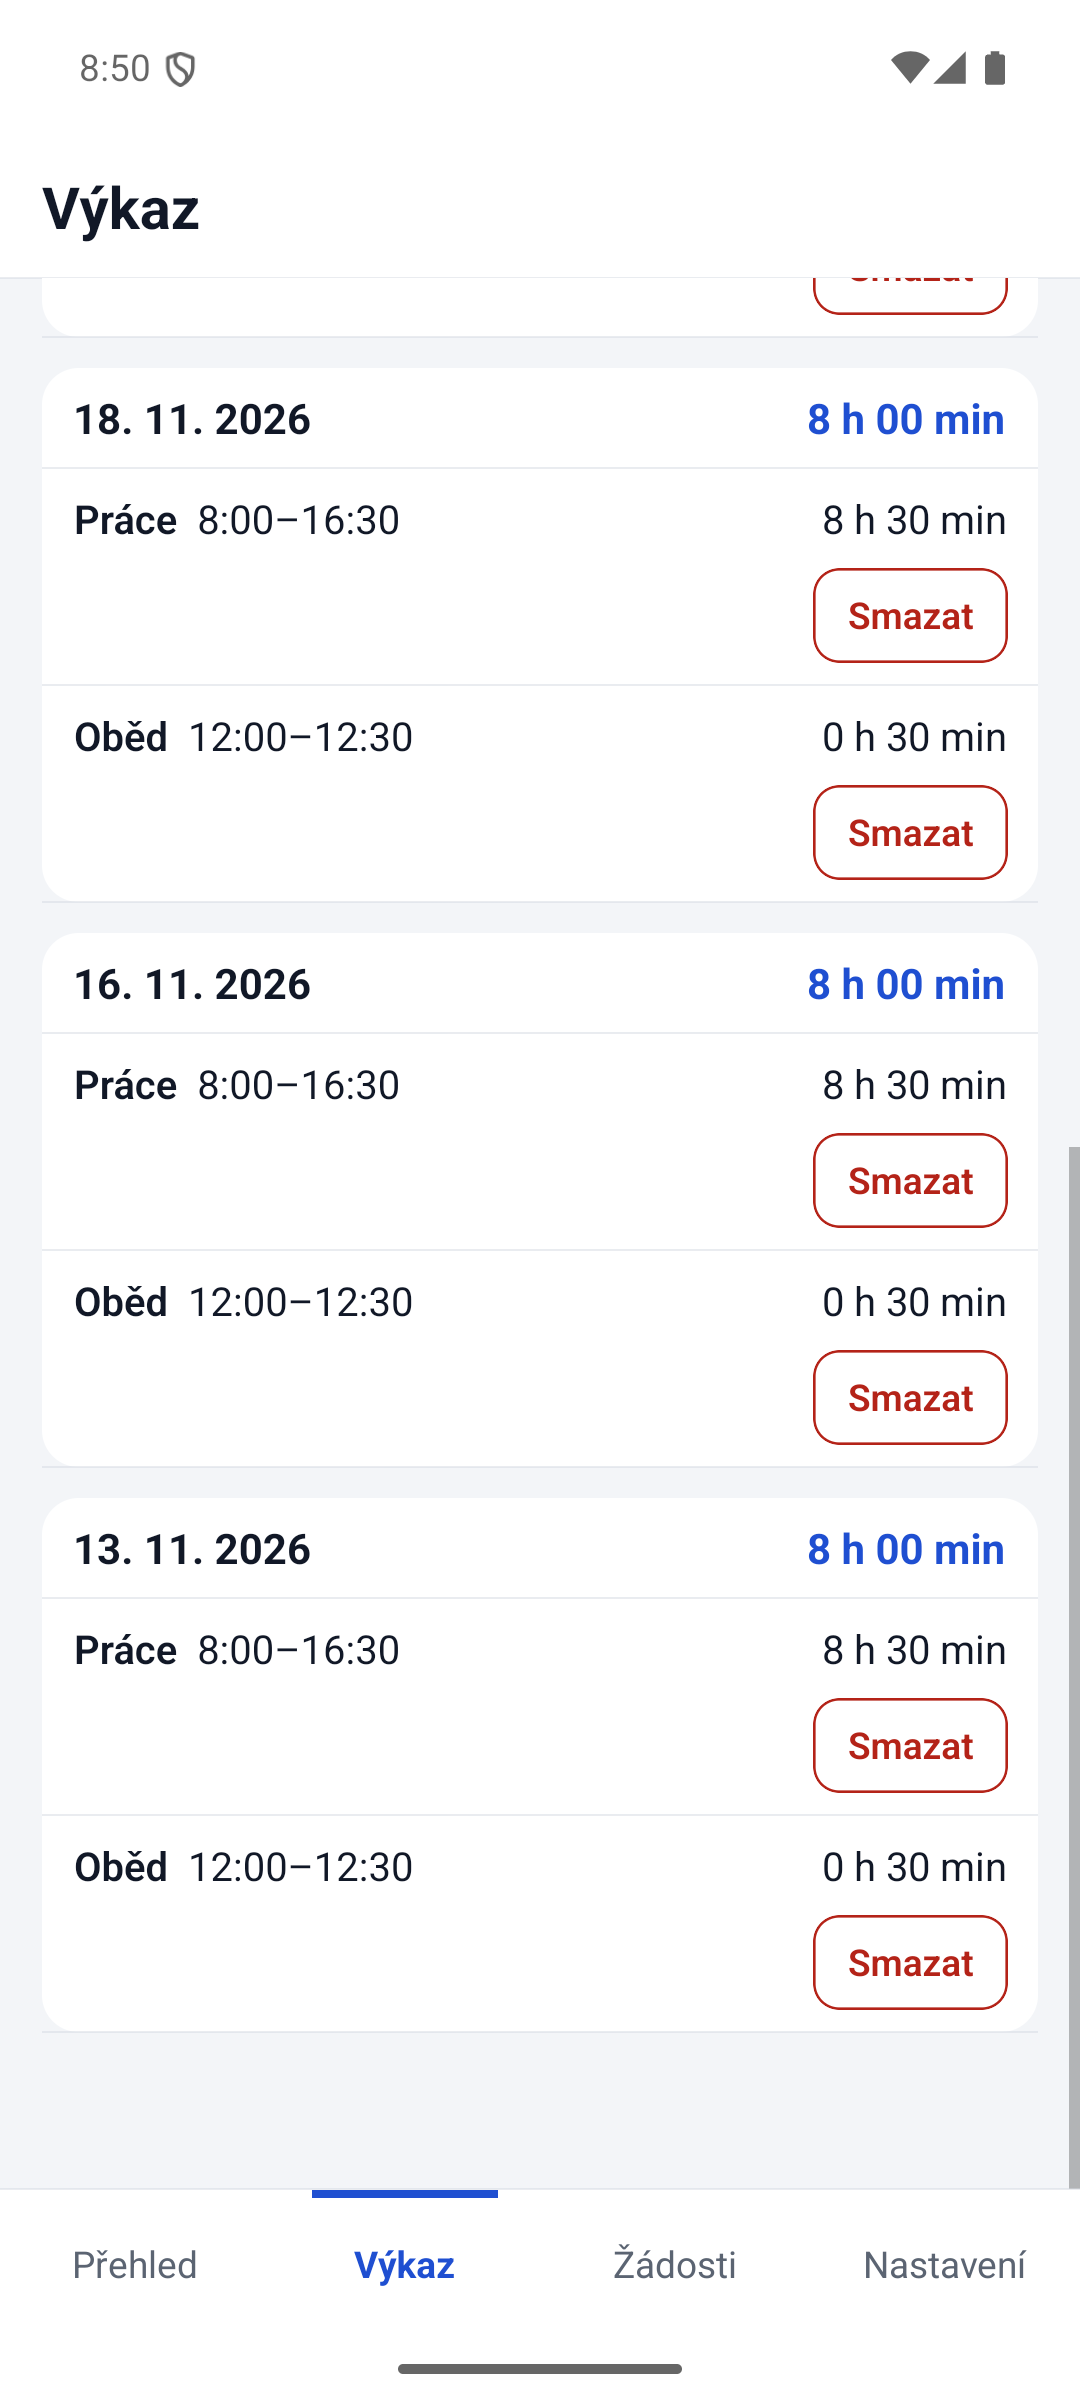 8:50
Výkaz
Smazat
18. 11. 2026 8 h 00 min
Práce 8:00–16:30 8 h 30 min
Smazat
Oběd 12:00–12:30 0 h 30 min
Smazat
16. 11. 2026 8 h 00 min
Práce 8:00–16:30 8 h 30 min
Smazat
Oběd 12:00–12:30 0 h 30 min
Smazat
13. 11. 2026 8 h 00 min
Práce 8:00–16:30 8 h 30 min
Smazat
Oběd 12:00–12:30 0 h 30 min
Smazat
Přehled Výkaz Žádosti Nastavení